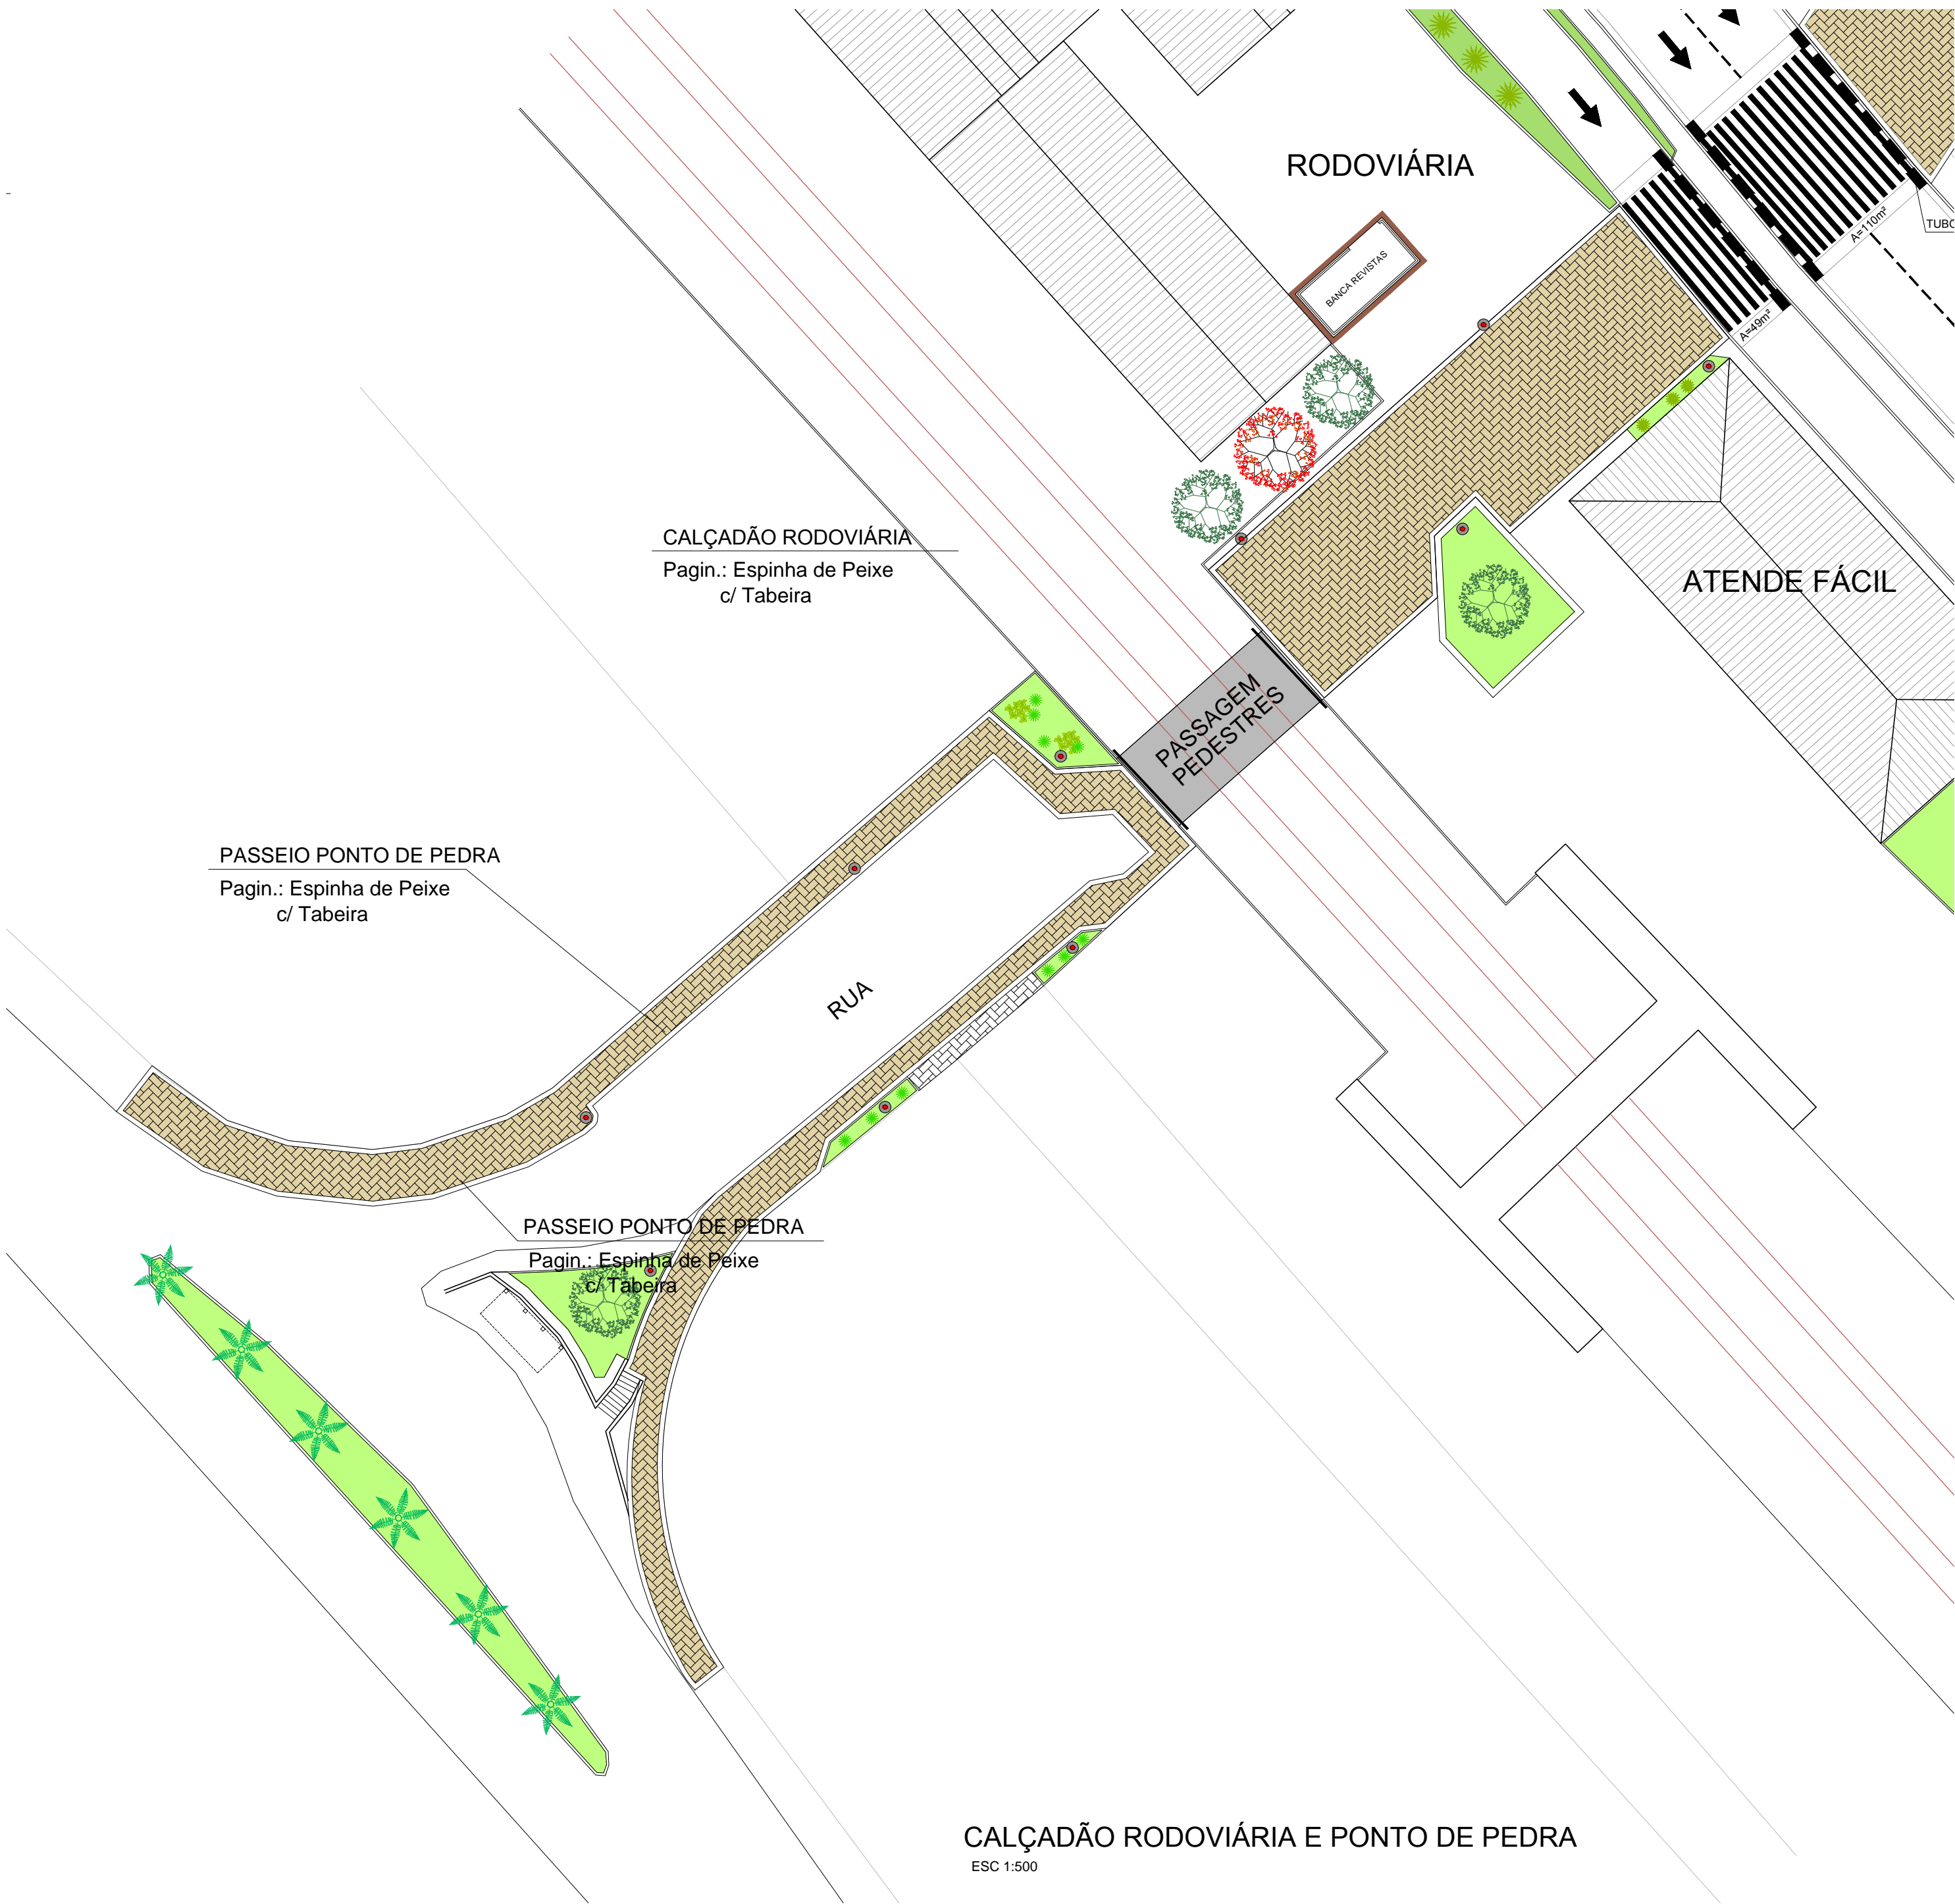 RODOVIÁRIA
A=110m²
TUBO
BANCA REVISTAS
A=49m²
CALÇADÃO RODOVIÁRIA
Pagin.: Espinha de Peixe
c/ Tabeira
ATENDE FÁCIL
PASSAGEM
PEDESTRES
PASSEIO PONTO DE PEDRA
Pagin.: Espinha de Peixe
c/ Tabeira
RUA
PASSEIO PONTO DE PEDRA
Pagin.: Espinha de Peixe
c/ Tabeira
CALÇADÃO RODOVIÁRIA E PONTO DE PEDRA
ESC 1:500